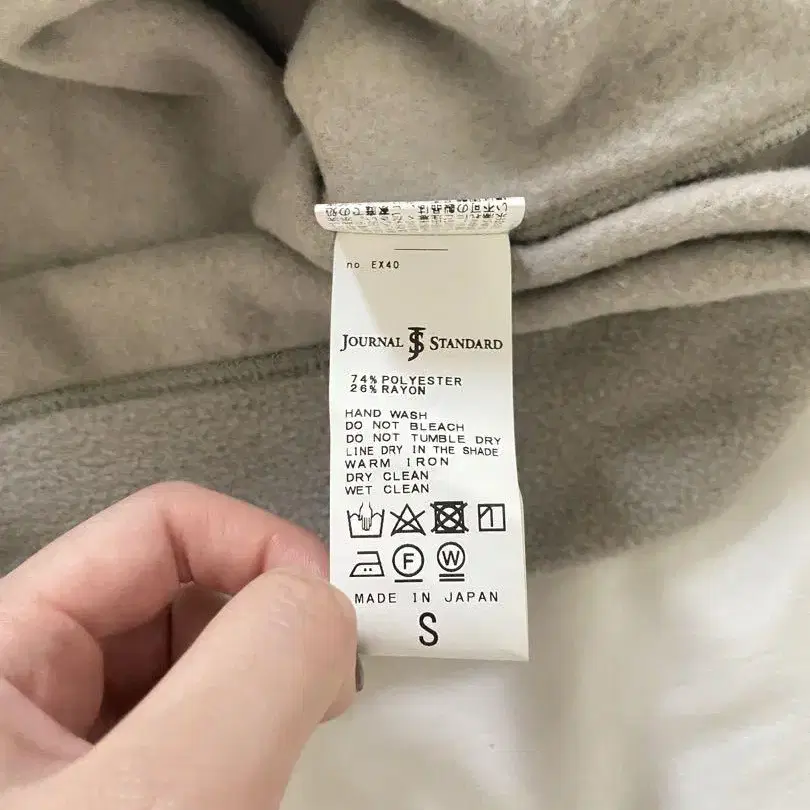 no EX40
JOURNAL JS STANDARD
74% POLYESTER
26% RAYON
HAND WASH
DO NOT BLEACH
DO NOT TUMBLE DRY
LINE DRY IN THE SHADE
WARM IRON
DRY CLEAN
WET CLEAN
F W
MADE IN JAPAN
S